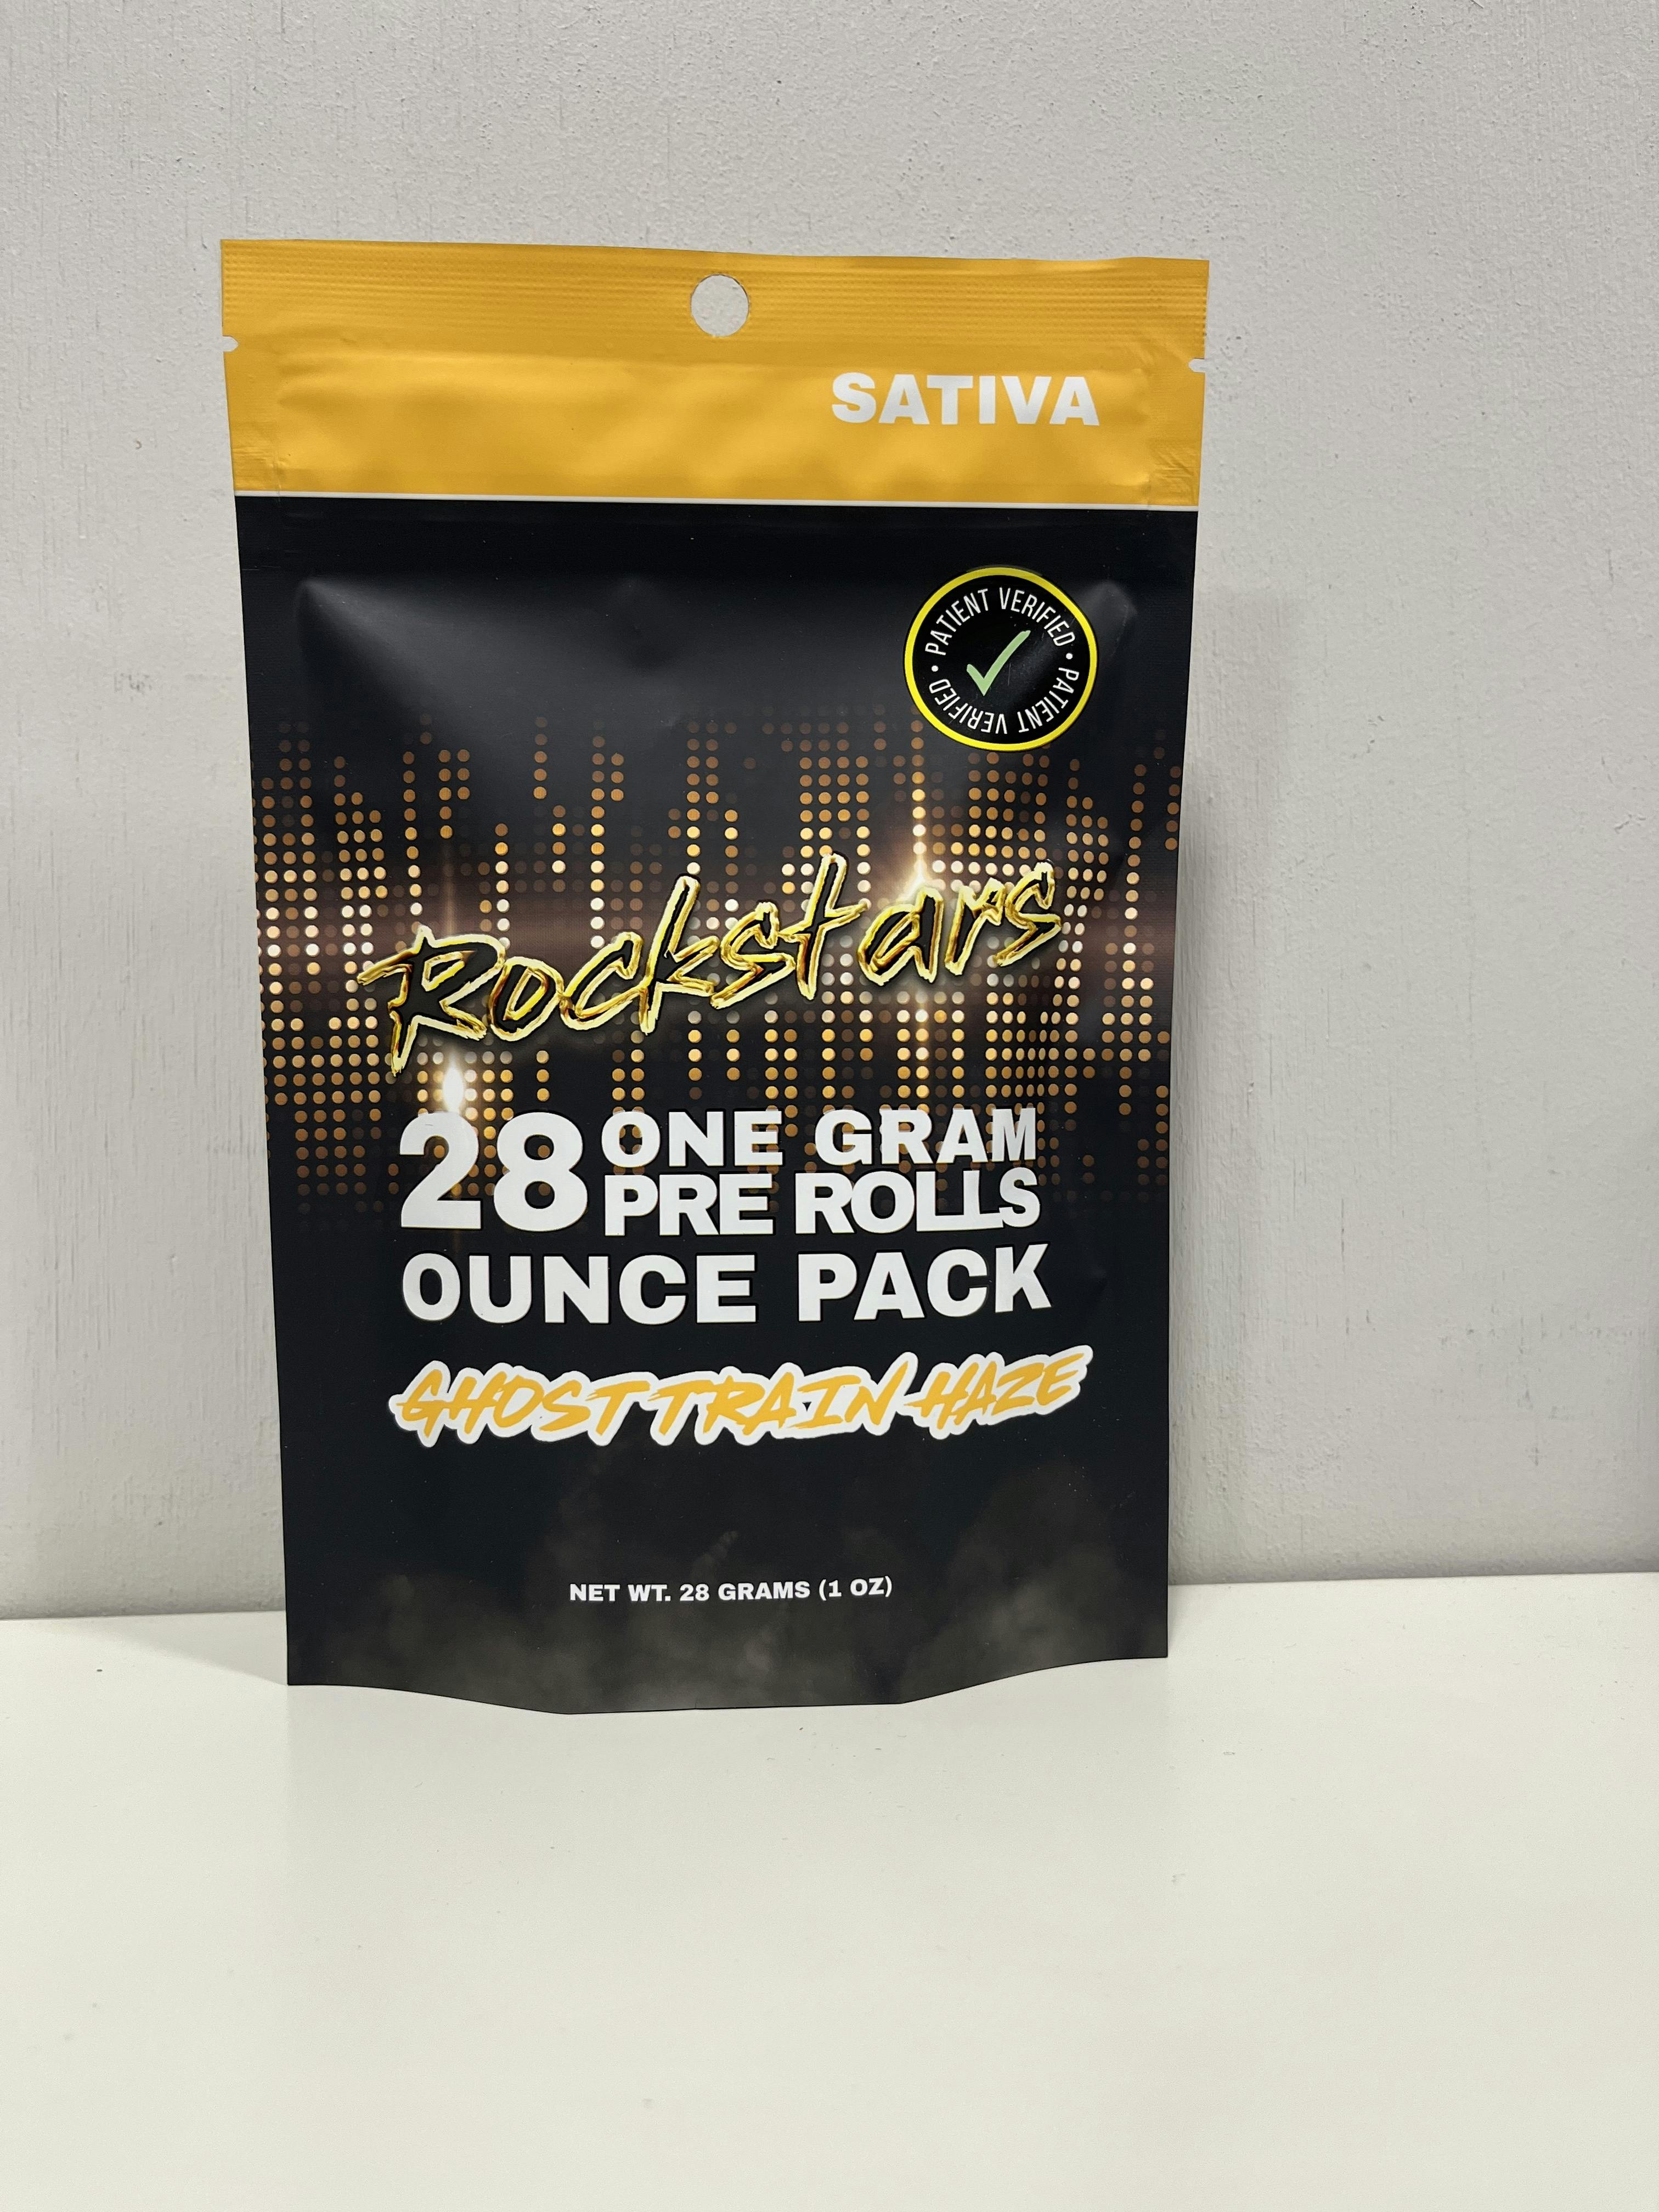 SATIVA
PATIENT VERIFIED • PATIENT VERIFIED •
Rockstars
28 ONE GRAM
PRE ROLLS
OUNCE PACK
GHOST TRAIN HAZE
NET WT. 28 GRAMS (1 OZ)